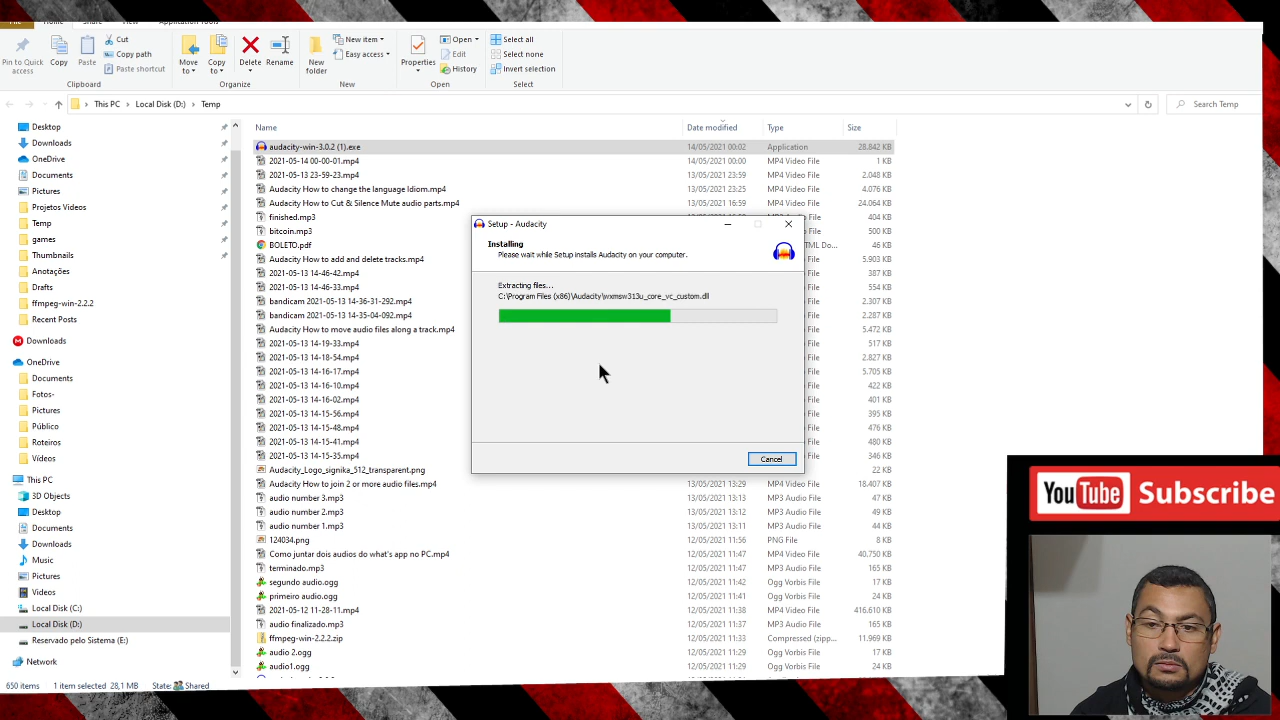 File Home Share View Application Tools
Pin to Quick access
Copy
Paste
Cut
Copy path
Paste shortcut
Clipboard
Move to
Copy to
Delete
Rename
Organize
New folder
New item
Easy access
New
Properties
Open
Edit
History
Open
Select all
Select none
Invert selection
Select
This PC > Local Disk (D:) > Temp
Search Temp
Desktop
Downloads
OneDrive
Documents
Pictures
Projetos Videos
Temp
games
Thumbnails
Anotações
Drafts
ffmpeg-win-2.2.2
Recent Posts
Downloads
OneDrive
Documents
Fotos-
Pictures
Público
Roteiros
Vídeos
This PC
3D Objects
Desktop
Documents
Downloads
Music
Pictures
Videos
Local Disk (C:)
Local Disk (D:)
Reservado pelo Sistema (E:)
Network
Name Date modified Type Size
audacity-win-3.0.2 (1).exe 14/05/2021 00:02 Application 28.842 KB
2021-05-14 00-00-01.mp4 14/05/2021 00:00 MP4 Video File 1 KB
2021-05-13 23-59-23.mp4 13/05/2021 23:59 MP4 Video File 2.048 KB
Audacity How to change the language Idiom.mp4 13/05/2021 23:25 MP4 Video File 4.076 KB
Audacity How to Cut & Silence Mute audio parts.mp4 13/05/2021 16:59 MP4 Video File 24.064 KB
finished.mp3 File 404 KB
bitcoin.mp3 File 500 KB
BOLETO.pdf ML Do... 46 KB
Audacity How to add and delete tracks.mp4 File 5.903 KB
2021-05-13 14-46-42.mp4 File 387 KB
2021-05-13 14-46-23.mp4 File 554 KB
bandicam 2021-05-13 14-36-31-292.mp4 File 1.337 KB
bandicam 2021-05-13 14-35-04-092.mp4 File 1.629 KB
Audacity How to move audio files along a track.mp4 File 5.472 KB
2021-05-13 14-19-33.mp4 File 517 KB
2021-05-13 14-18-54.mp4 File 2.827 KB
2021-05-13 14-16-17.mp4 File 5.705 KB
2021-05-13 14-16-10.mp4 File 422 KB
2021-05-13 14-16-02.mp4 File 401 KB
2021-05-13 14-15-56.mp4 File 395 KB
2021-05-13 14-15-48.mp4 File 476 KB
2021-05-13 14-15-41.mp4 File 480 KB
2021-05-13 14-15-35.mp4 File 346 KB
Audacity_Logo_signika_512_transparent.png 22 KB
Audacity How to join 2 or more audio files.mp4 13/05/2021 13:29 MP4 Video File 18.407 KB
audio number 3.mp3 13/05/2021 13:13 MP3 Audio File 47 KB
audio number 2.mp3 13/05/2021 13:12 MP3 Audio File 49 KB
audio number 1.mp3 13/05/2021 13:11 MP3 Audio File 44 KB
124034.png 12/05/2021 11:47 PNG File 8 KB
Como juntar dois audios do what's app no PC.mp4 12/05/2021 11:47 MP4 Video File 40.750 KB
terminado.mp3 12/05/2021 11:47 MP3 Audio File 165 KB
segundo audio.ogg 12/05/2021 11:42 Ogg Vorbis File 17 KB
primeiro audio.ogg 12/05/2021 11:39 Ogg Vorbis File 24 KB
2021-05-12 11-28-11.mp4 12/05/2021 11:38 MP4 Video File 416.610 KB
audio finalizado.mp3 12/05/2021 11:37 MP3 Audio File 165 KB
ffmpeg-win-2.2.2.zip 12/05/2021 11:33 Compressed (zipp... 11.969 KB
audio 2.ogg 12/05/2021 11:29 Ogg Vorbis File 17 KB
audio1.ogg 12/05/2021 11:29 Ogg Vorbis File 24 KB
Setup - Audacity
Installing
Please wait while Setup installs Audacity on your computer.
Extracting files...
C:\Program Files (x86)\Audacity\wxmsw313u_core_vc_custom.dll
Cancel
650 items 1 item selected 28,1 MB State: Shared
YouTube Subscribe